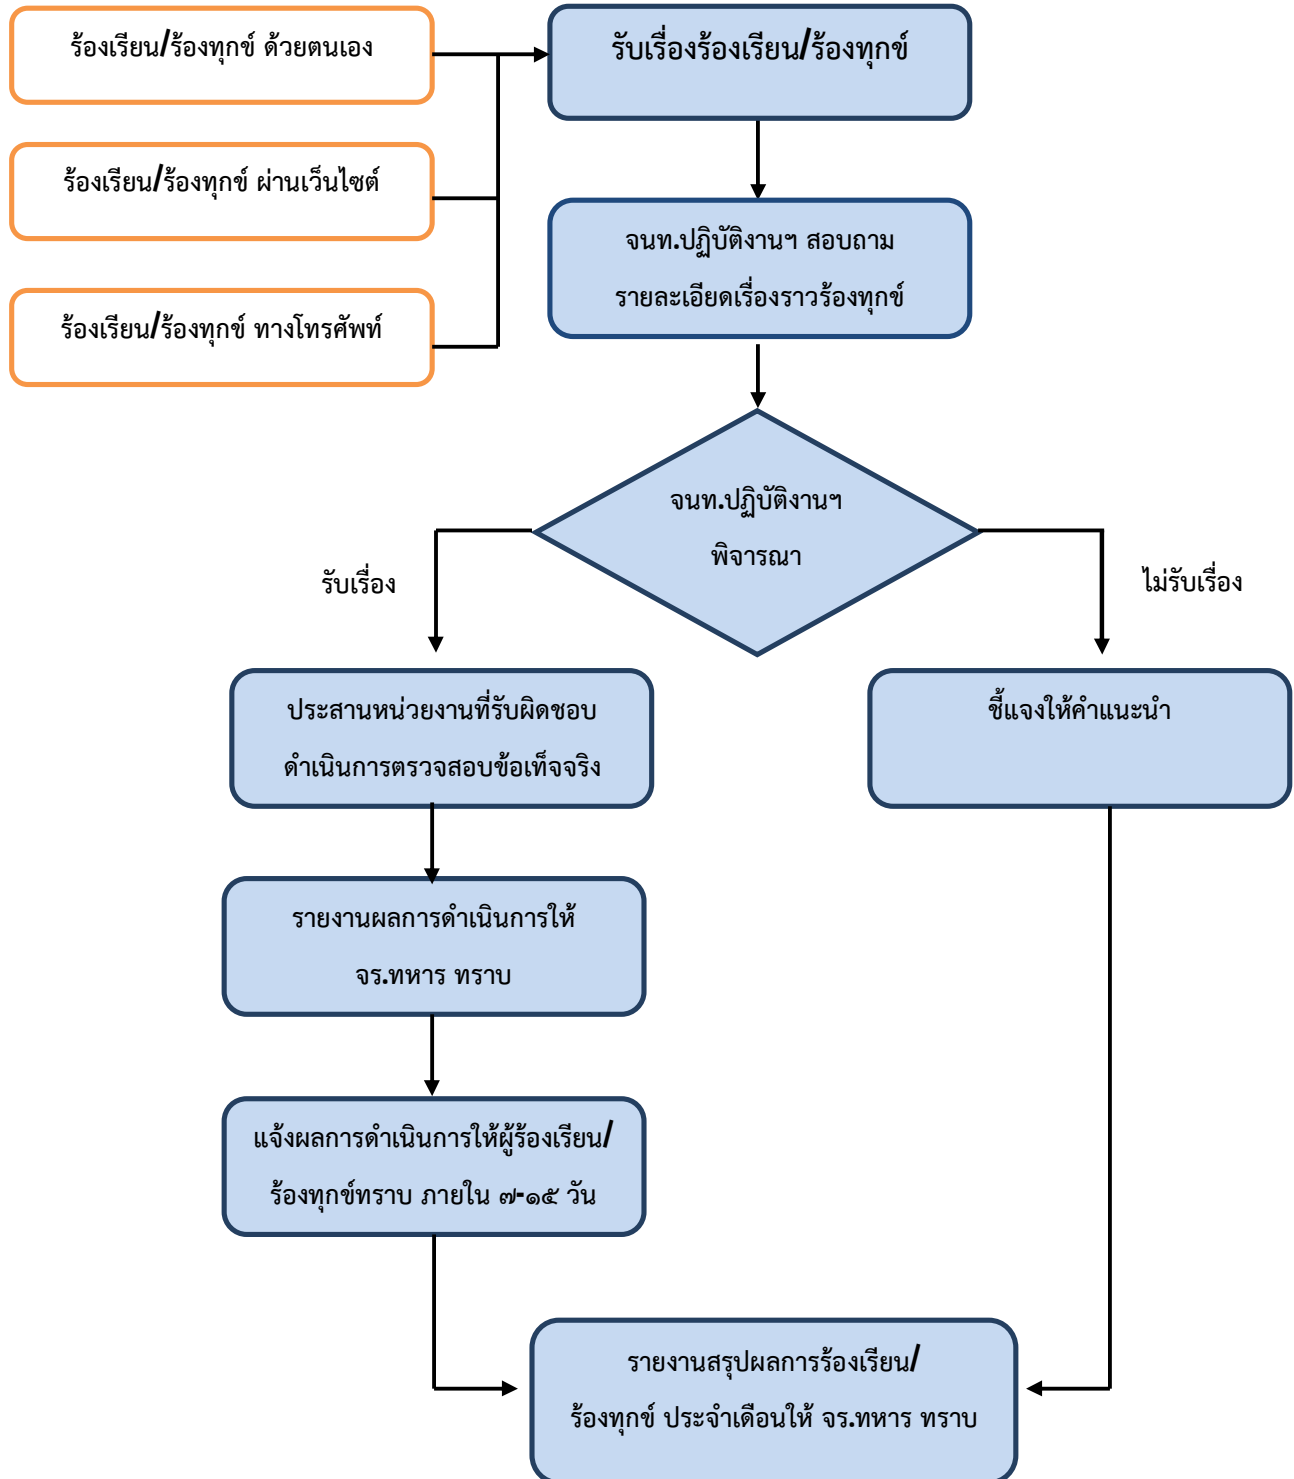 ร้องเรียน/ร้องทุกข์ ด้วยตนเอง
รับเรื่องร้องเรียน/ร้องทุกข์
ร้องเรียน/ร้องทุกข์ ผ่านเว็นไซต์
จนท.ปฏิบัติงานฯ สอบถาม
รายละเอียดเรื่องราวร้องทุกข์
ร้องเรียน/ร้องทุกข์ ทางโทรศัพท์
จนท.ปฏิบัติงานฯ
พิจารณา
รับเรื่อง
ไม่รับเรื่อง
ประสานหน่วยงานที่รับผิดชอบ
ดำเนินการตรวจสอบข้อเท็จจริง
ชี้แจงให้คำแนะนำ
รายงานผลการดำเนินการให้
จร.ทหาร ทราบ
แจ้งผลการดำเนินการให้ผู้ร้องเรียน/
ร้องทุกข์ทราบ ภายใน ๗-๑๕ วัน
รายงานสรุปผลการร้องเรียน/
ร้องทุกข์ ประจำเดือนให้ จร.ทหาร ทราบ